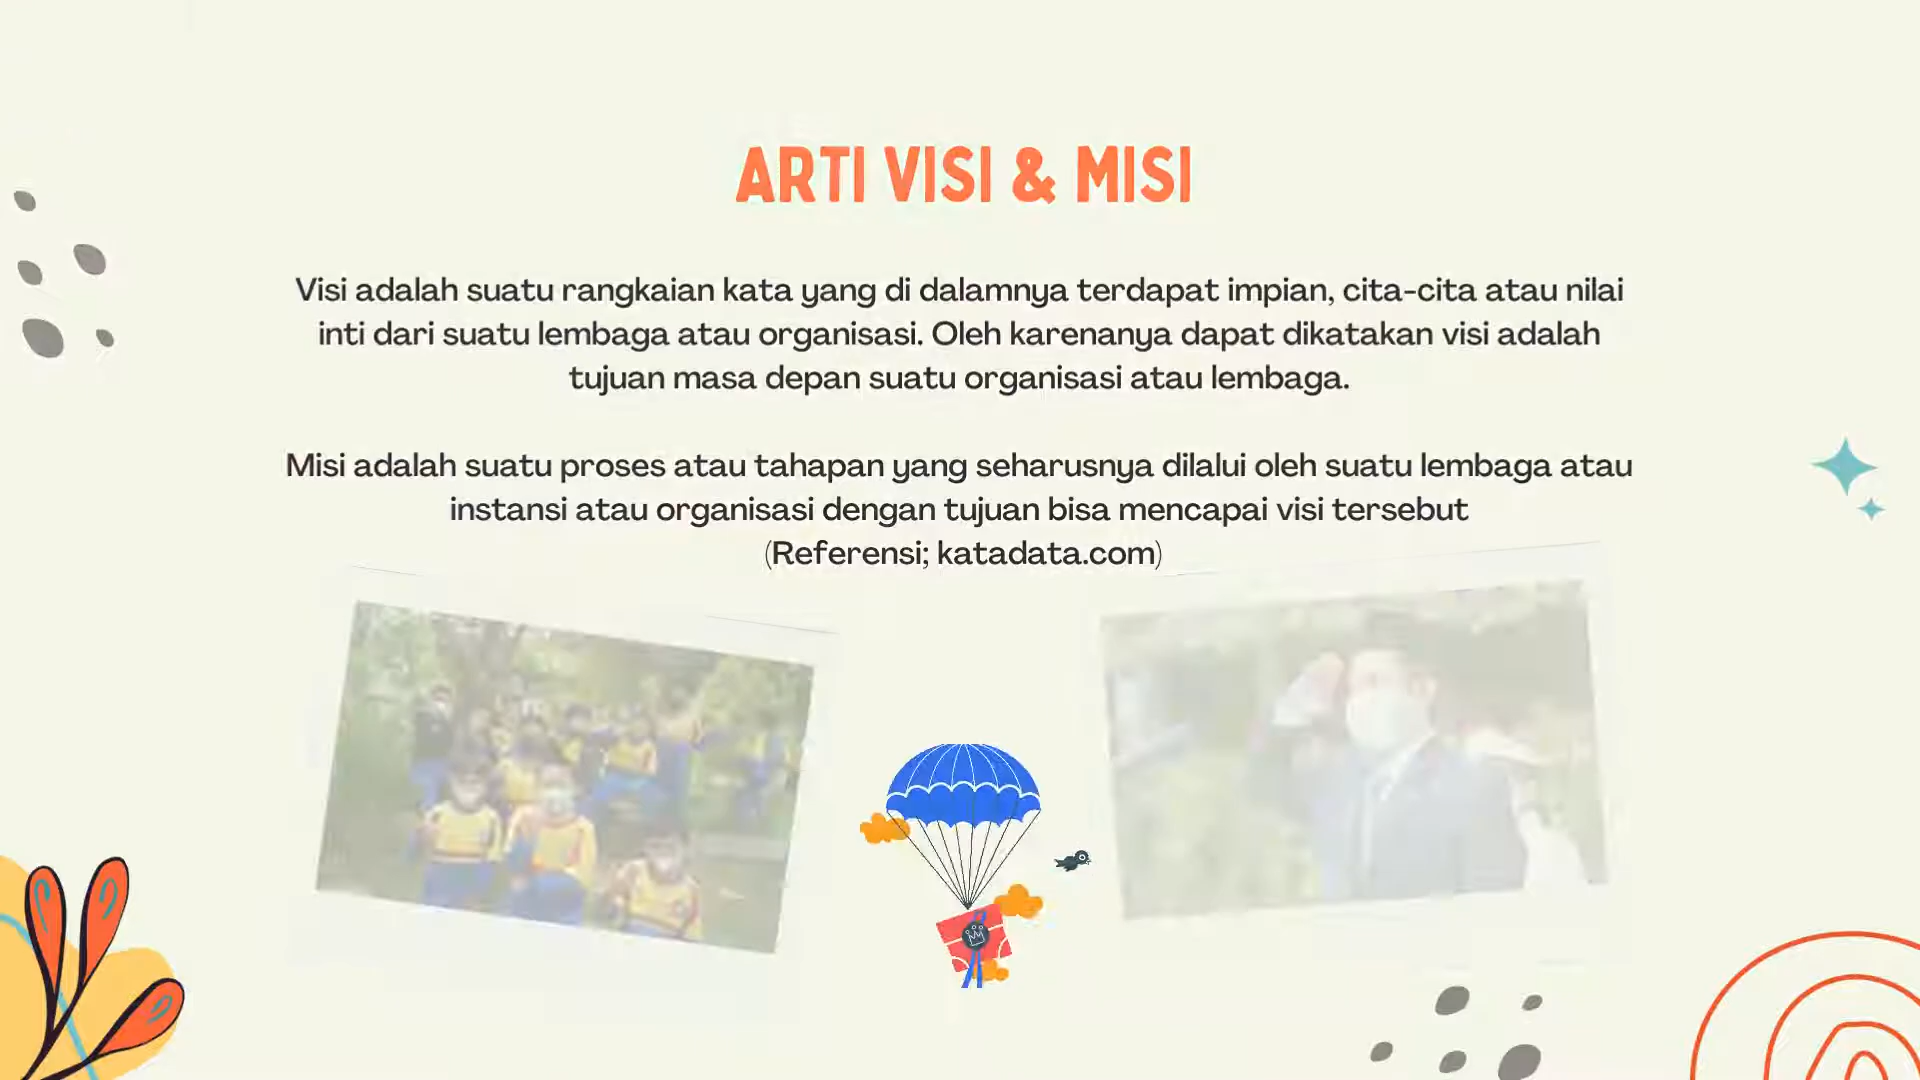 ARTI VISI & MISI
Visi adalah suatu rangkaian kata yang di dalamnya terdapat impian, cita-cita atau nilai
inti dari suatu lembaga atau organisasi. Oleh karenanya dapat dikatakan visi adalah
tujuan masa depan suatu organisasi atau lembaga.
Misi adalah suatu proses atau tahapan yang seharusnya dilalui oleh suatu lembaga atau
instansi atau organisasi dengan tujuan bisa mencapai visi tersebut
(Referensi; katadata.com)